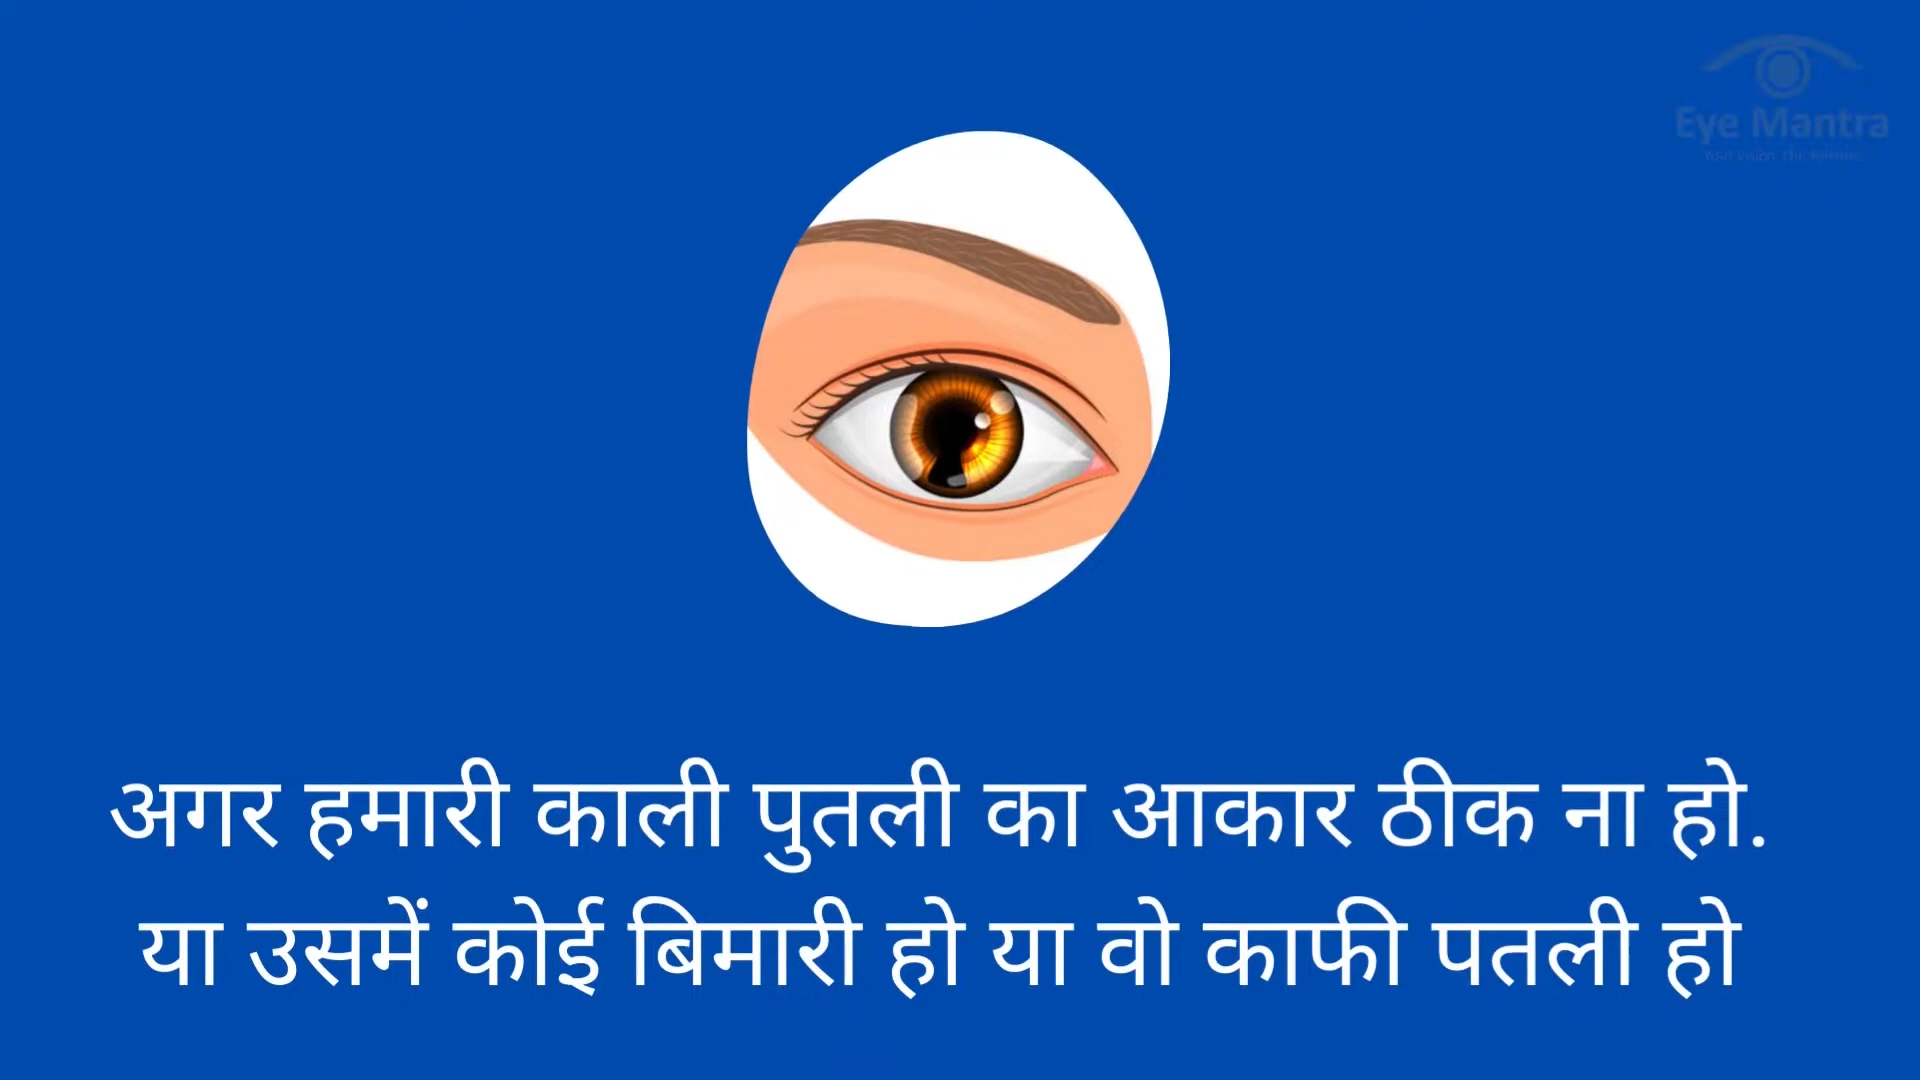 Eye Mantra
अगर हमारी काली पुतली का आकार ठीक ना हो.
या उसमें कोई बिमारी हो या वो काफी पतली हो